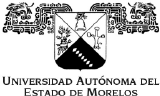 UNIVERSIDAD AUTÓNOMA DEL
ESTADO DE MORELOS